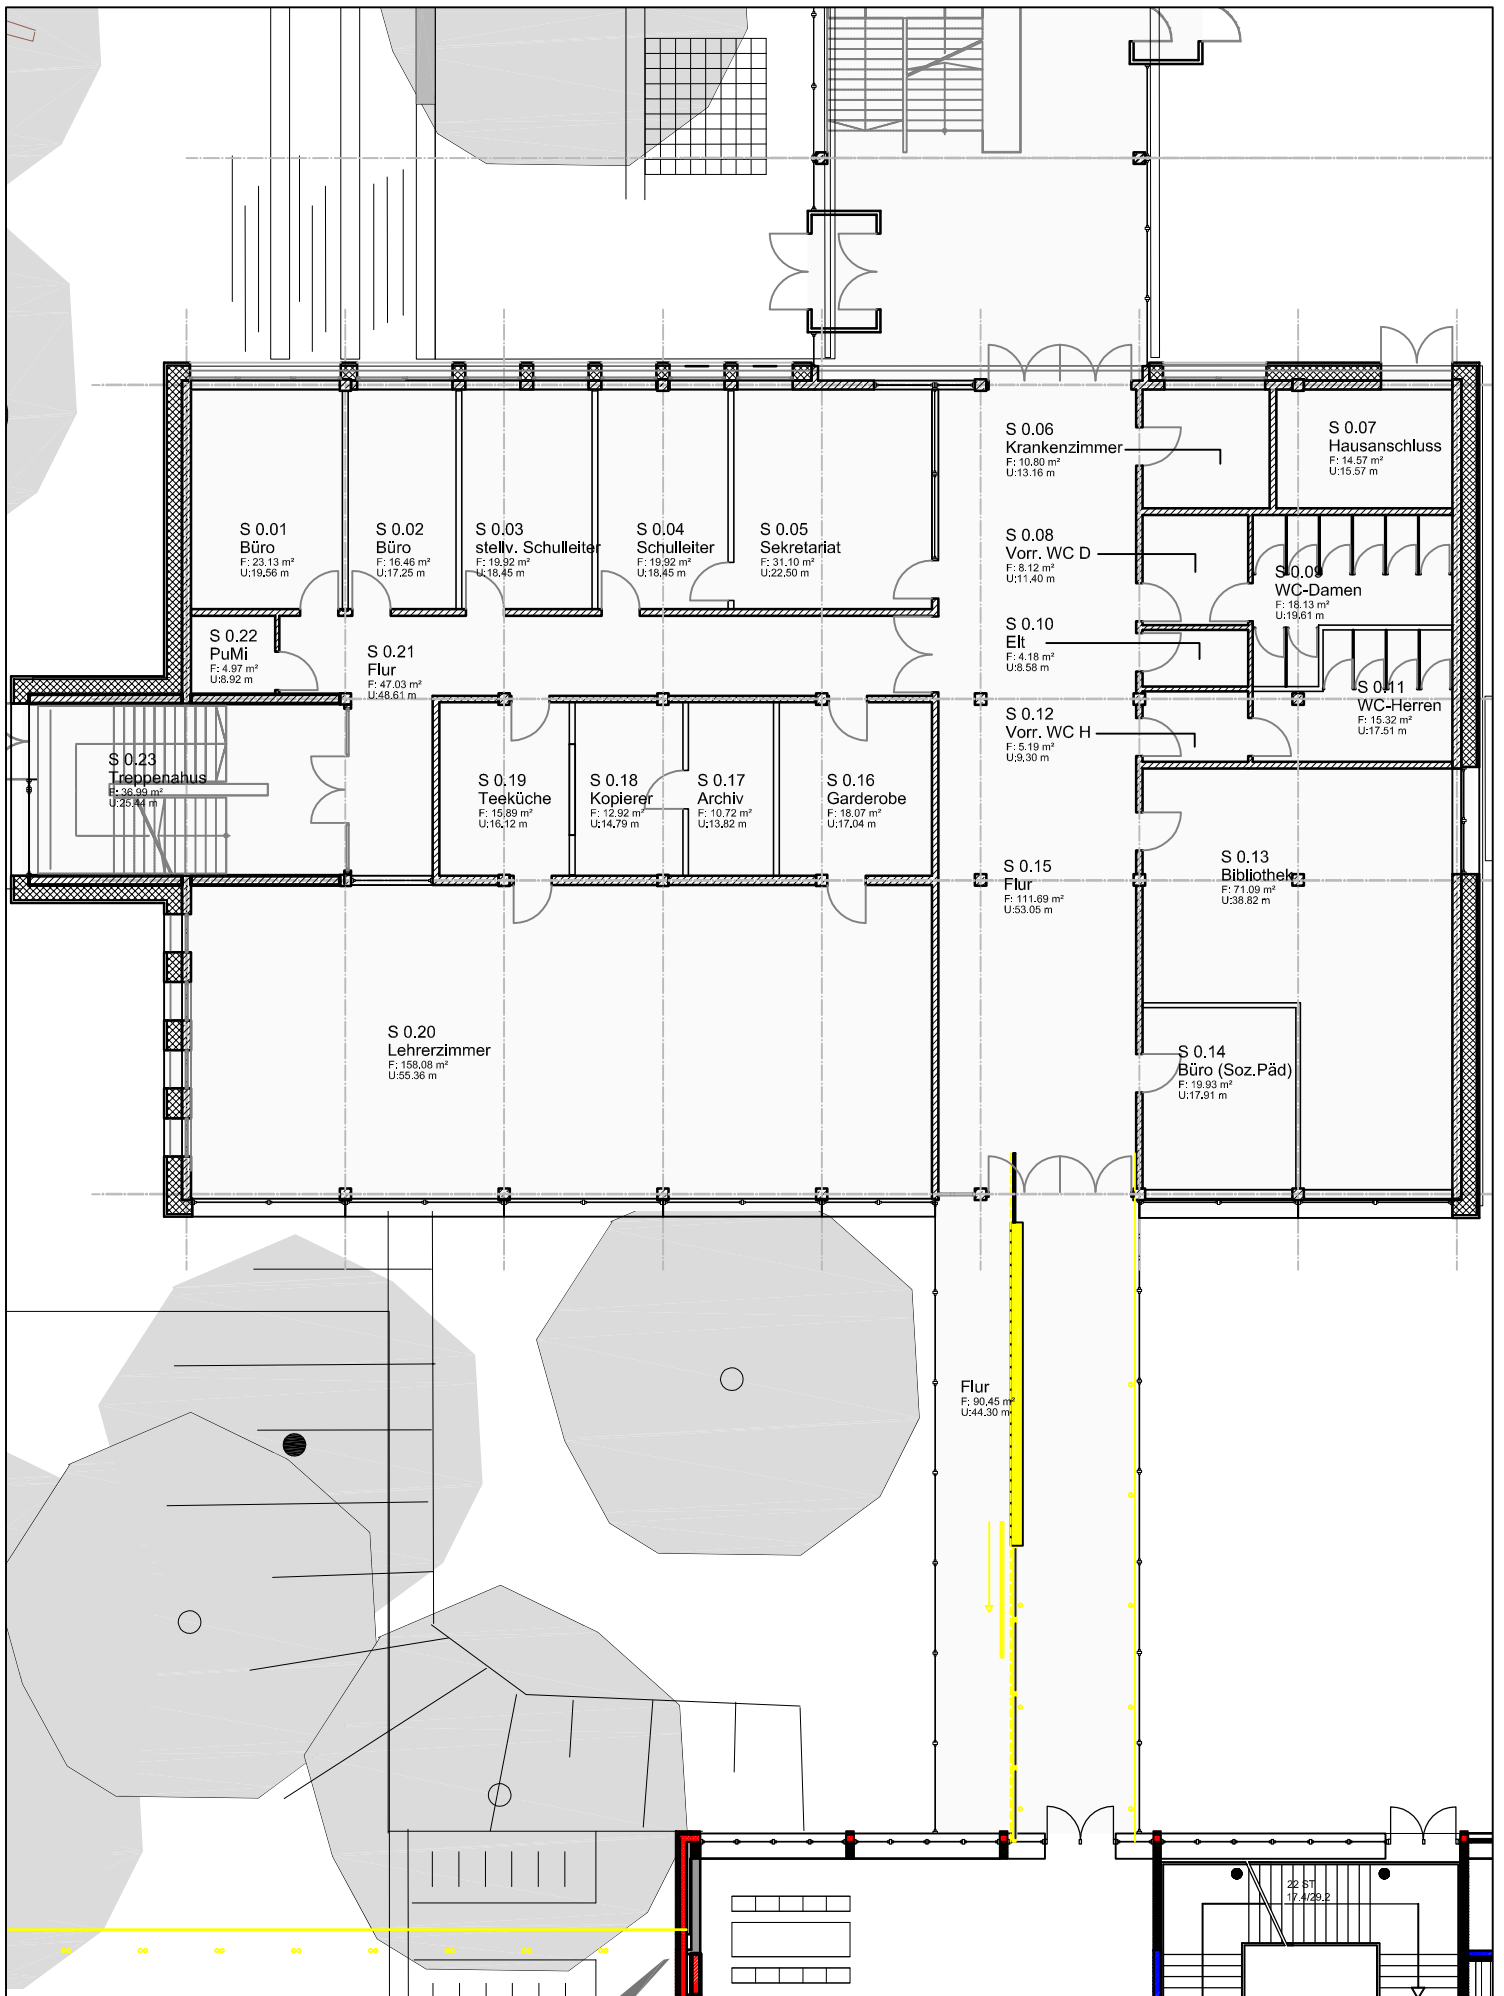 S 0.06
Krankenzimmer
F: 10.80 m²
U:13.16 m
S 0.07
Hausanschluss
F: 14.57 m²
U:15.57 m
S 0.01
Büro
F: 23.13 m²
U:19.56 m
S 0.02
Büro
F: 16.46 m²
U:17.25 m
S 0.03
stellv. Schulleiter
F: 19.92 m²
U:18.45 m
S 0.04
Schulleiter
F: 19.92 m²
U:18.45 m
S 0.05
Sekretariat
F: 31.10 m²
U:22.50 m
S 0.08
Vorr. WC D
F: 8.12 m²
U:11.40 m
S 0.09
WC-Damen
F: 18.13 m²
U:19.61 m
S 0.22
PuMi
F: 4.97 m²
U:8.92 m
S 0.21
Flur
F: 47.03 m²
U:48.61 m
S 0.10
Elt
F: 4.18 m²
U:8.58 m
S 0.11
WC-Herren
F: 15.32 m²
U:17.51 m
S 0.12
Vorr. WC H
F: 5.19 m²
U:9.30 m
S 0.23
Treppenahus
F: 36.99 m²
U:25.44 m
S 0.19
Teeküche
F: 15.89 m²
U:16.12 m
S 0.18
Kopierer
F: 12.92 m²
U:14.79 m
S 0.17
Archiv
F: 10.72 m²
U:13.82 m
S 0.16
Garderobe
F: 18.07 m²
U:17.04 m
S 0.15
Flur
F: 111.69 m²
U:53.05 m
S 0.13
Bibliothek
F: 71.09 m²
U:38.82 m
S 0.20
Lehrerzimmer
F: 158.08 m²
U:55.36 m
S 0.14
Büro (Soz.Päd)
F: 19.93 m²
U:17.91 m
Flur
F: 90.45 m²
U:44.30 m
22 ST
17.4/29.2